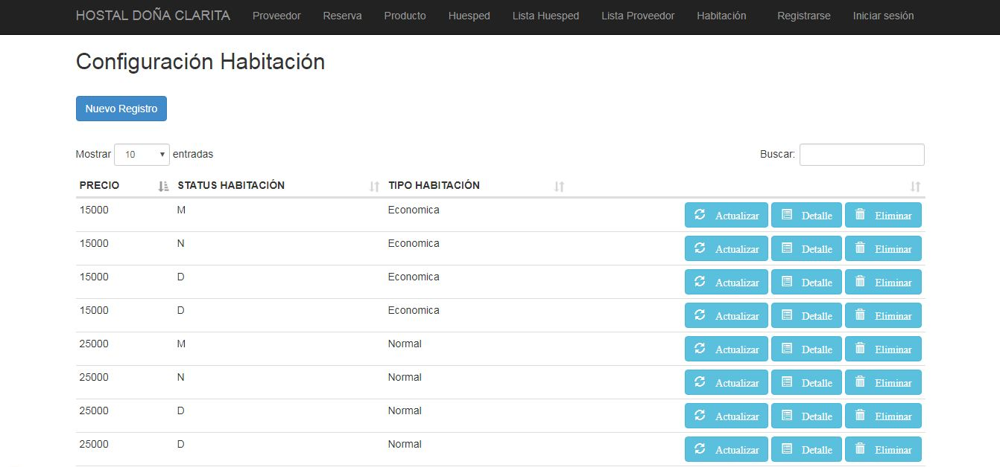 HOSTAL DOÑA CLARITA Proveedor Reserva Producto Huesped Lista Huesped Lista Proveedor Habitación Registrarse Iniciar sesión
Configuración Habitación
Nuevo Registro
Mostrar 10 entradas Buscar:
PRECIO STATUS HABITACIÓN TIPO HABITACIÓN
15000 M Economica Actualizar Detalle Eliminar
15000 N Economica Actualizar Detalle Eliminar
15000 D Economica Actualizar Detalle Eliminar
15000 D Economica Actualizar Detalle Eliminar
25000 M Normal Actualizar Detalle Eliminar
25000 N Normal Actualizar Detalle Eliminar
25000 D Normal Actualizar Detalle Eliminar
25000 D Normal Actualizar Detalle Eliminar